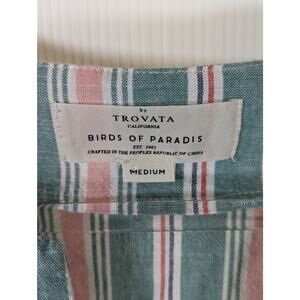 by
TROVATA
CALIFORNIA
BIRDS OF PARADIS
EST. 2003
CRAFTED IN THE PEOPLES REPUBLIC OF CHINA
MEDIUM